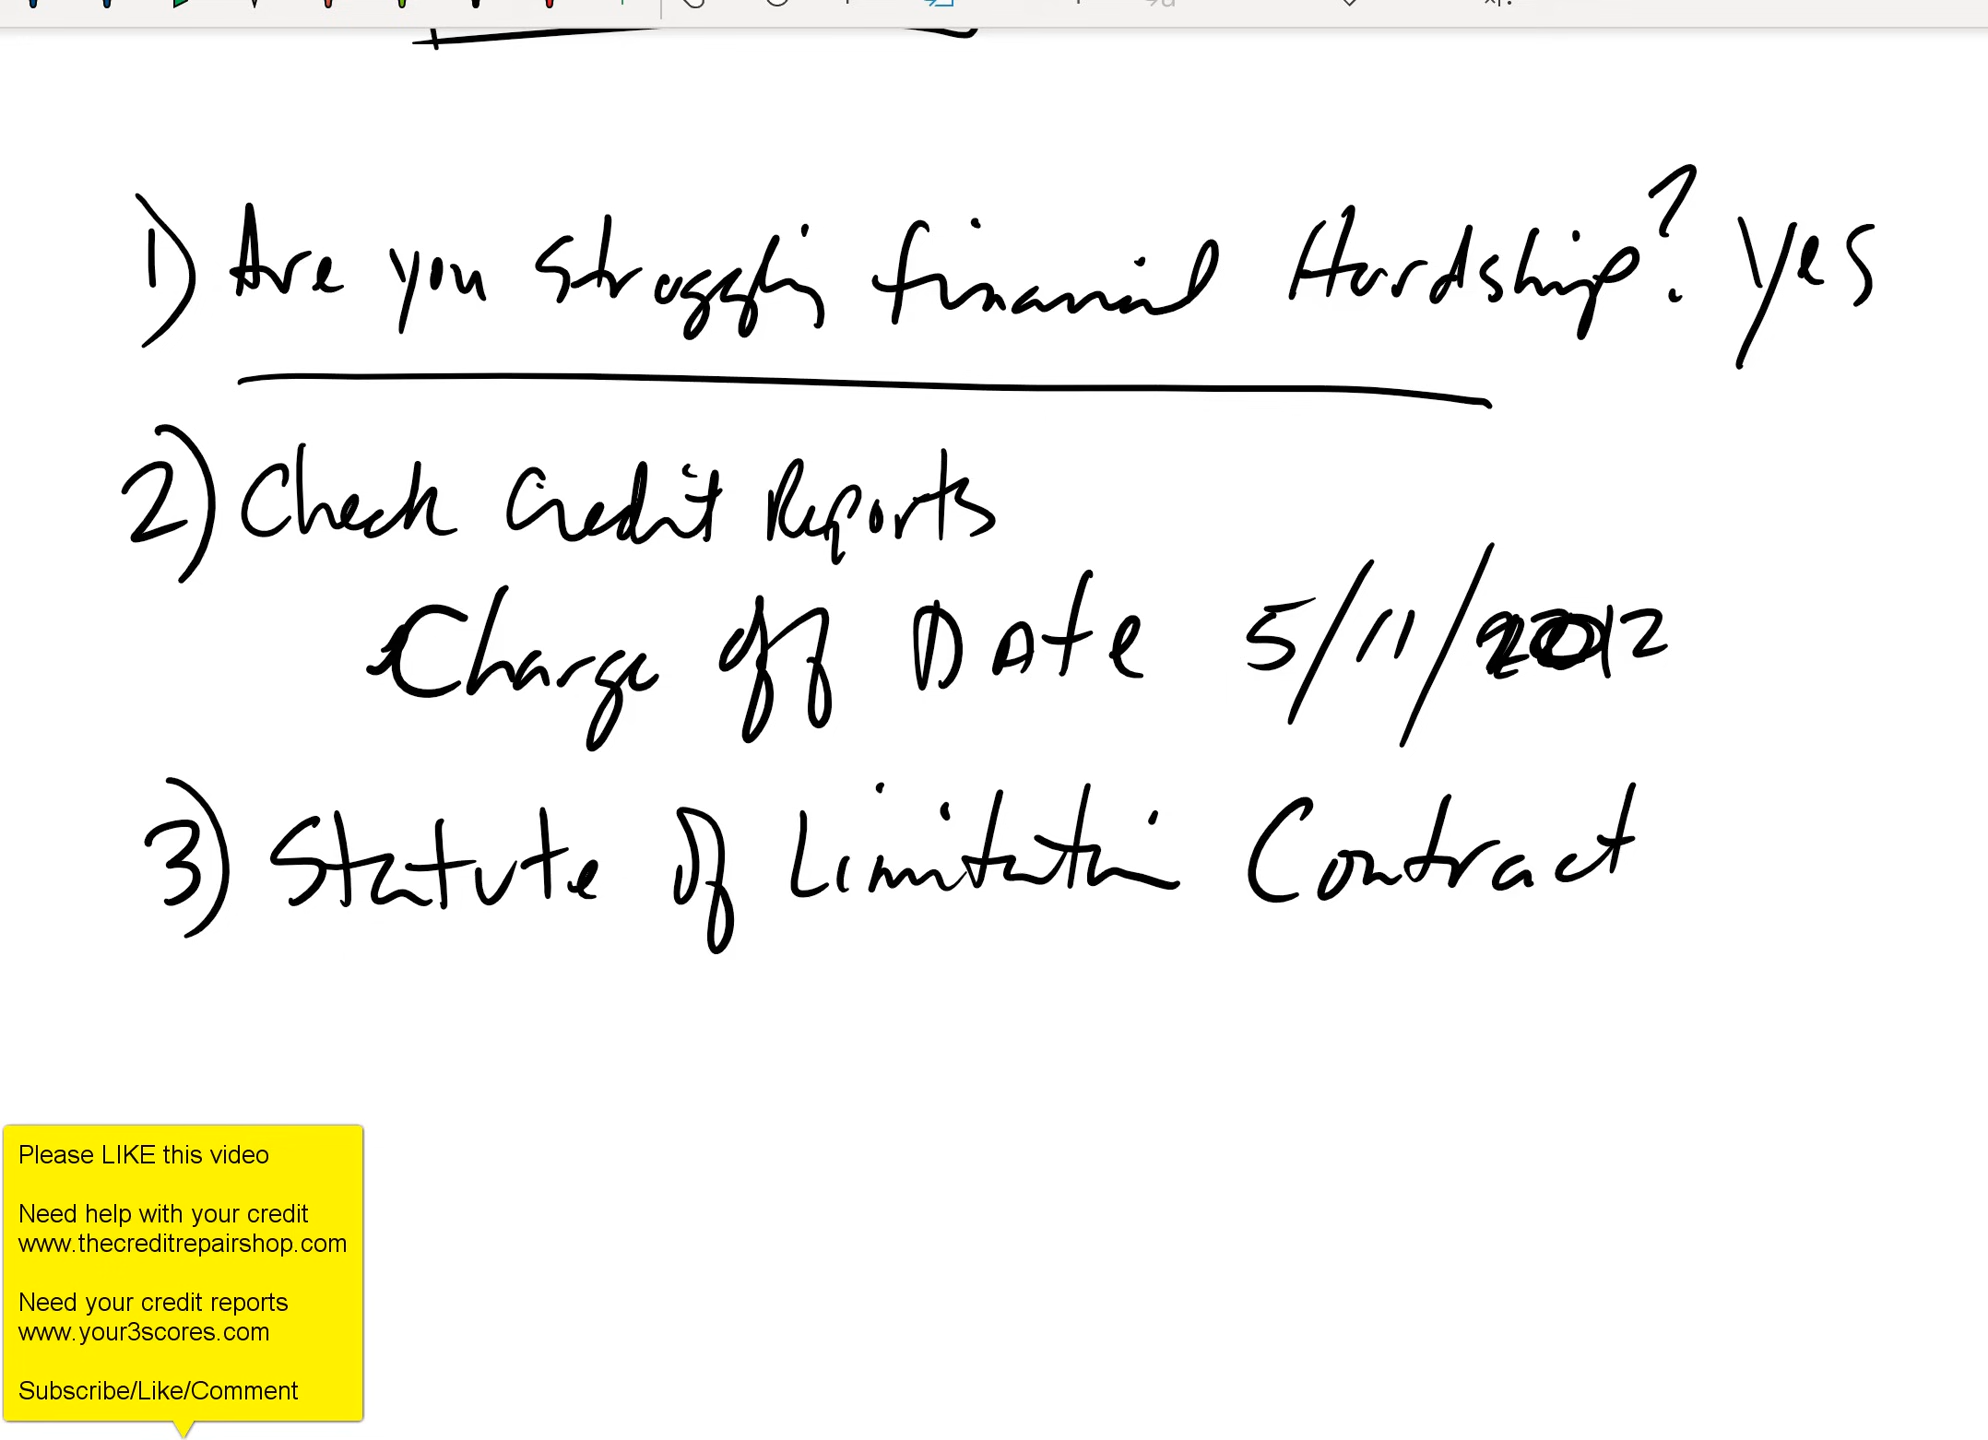 1) Are you Struggling financial Hardship? Yes
2) Check Credit Reports
Charge off Date 5/11/2012
3) Statute of Limitation Contract
Please LIKE this video
Need help with your credit
www.thecreditrepairshop.com
Need your credit reports
www.your3scores.com
Subscribe/Like/Comment